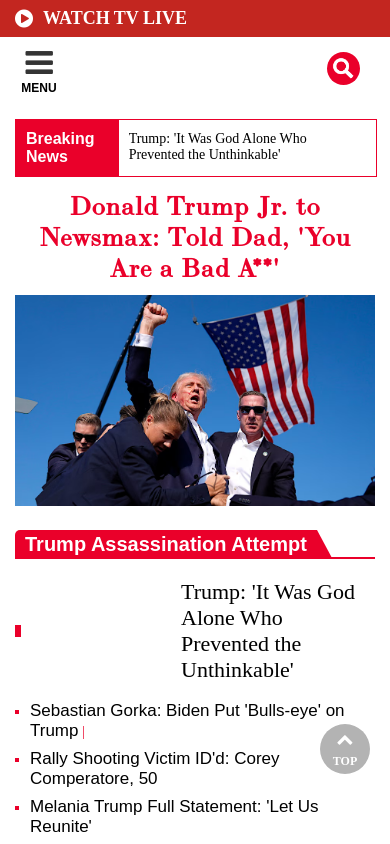 WATCH TV LIVE
MENU
Breaking
News
Trump: 'It Was God Alone Who
Prevented the Unthinkable'
Donald Trump Jr. to
Newsmax: Told Dad, 'You
Are a Bad A**'
Trump Assassination Attempt
Trump: 'It Was God
Alone Who
Prevented the
Unthinkable'
Sebastian Gorka: Biden Put 'Bulls-eye' on
Trump |
Rally Shooting Victim ID'd: Corey
Comperatore, 50
TOP
Melania Trump Full Statement: 'Let Us
Reunite'